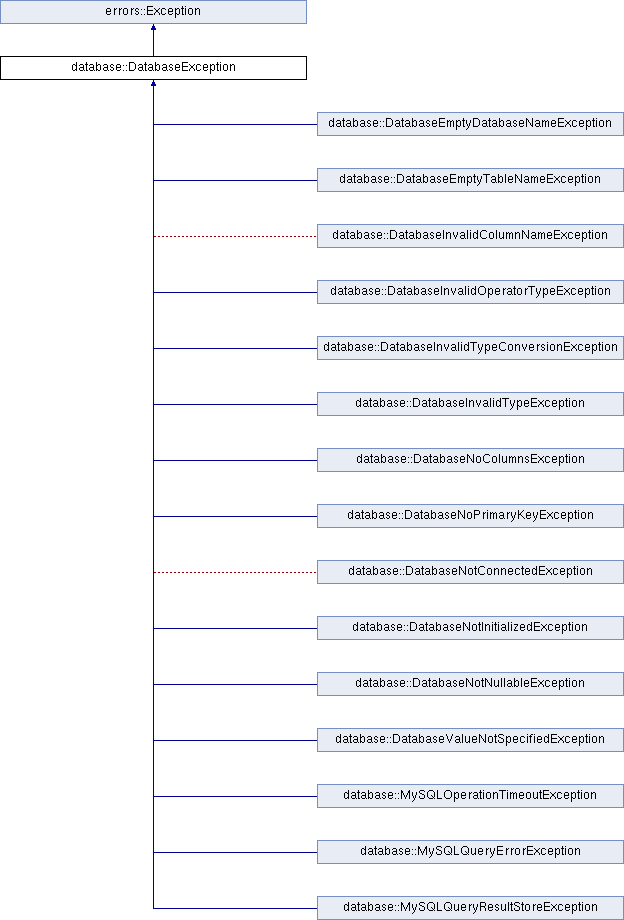 errors::Exception
database::DatabaseException
database::DatabaseEmptyDatabaseNameException
database::DatabaseEmptyTableNameException
database::DatabaseInvalidColumnNameException
database::DatabaseInvalidOperatorTypeException
database::DatabaseInvalidTypeConversionException
database::DatabaseInvalidTypeException
database::DatabaseNoColumnsException
database::DatabaseNoPrimaryKeyException
database::DatabaseNotConnectedException
database::DatabaseNotInitializedException
database::DatabaseNotNullableException
database::DatabaseValueNotSpecifiedException
database::MySQLOperationTimeoutException
database::MySQLQueryErrorException
database::MySQLQueryResultStoreException